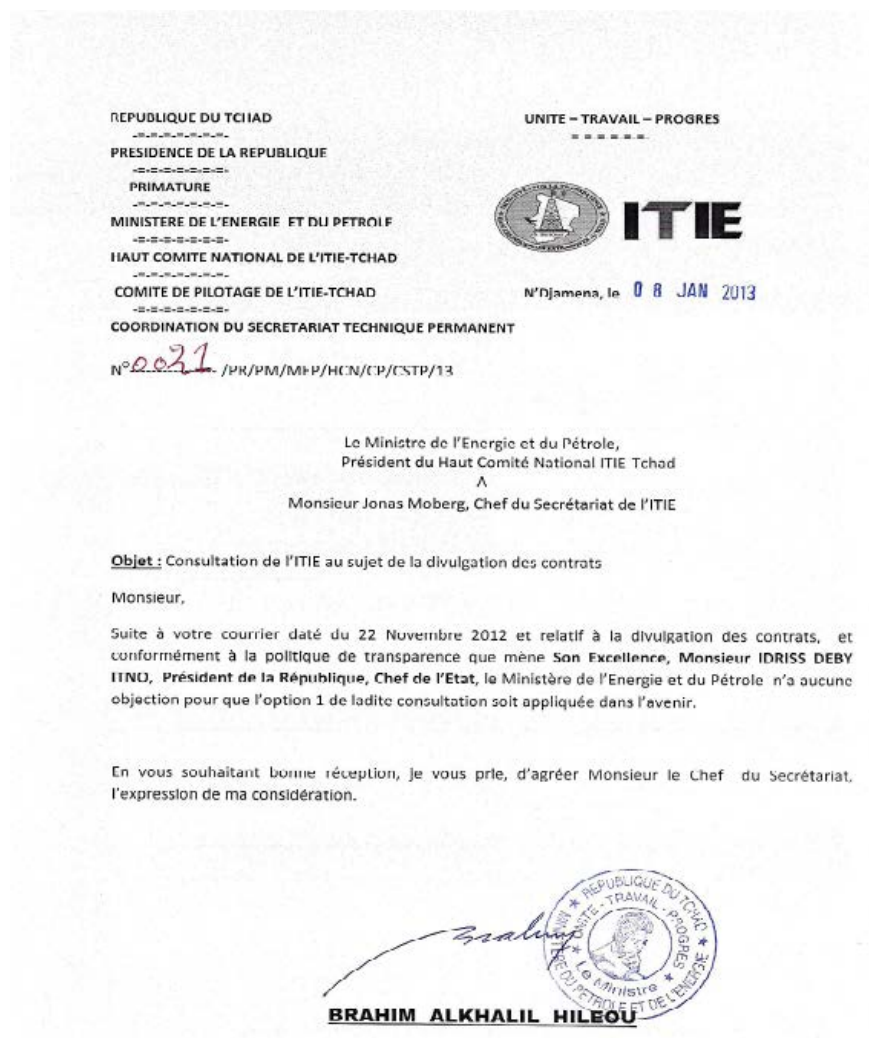 REPUBLIQUE DU TCHAD
-=-=-=-=-=-=-=-
PRESIDENCE DE LA REPUBLIQUE
-=-=-=-=-=-=-=-
PRIMATURE
-=-=-=-=-=-=-=-
MINISTERE DE L'ENERGIE ET DU PETROLE
-=-=-=-=-=-=-=-
HAUT COMITE NATIONAL DE L'ITIE-TCHAD
-=-=-=-=-=-=-=-
COMITE DE PILOTAGE DE L'ITIE-TCHAD
-=-=-=-=-=-=-=-
COORDINATION DU SECRETARIAT TECHNIQUE PERMANENT
N° 0021 /PR/PM/MEP/HCN/CP/CSTP/13
UNITE – TRAVAIL – PROGRES
= = = = = =
ITIE
N'Djamena, le 08 JAN 2013
Le Ministre de l'Energie et du Pétrole,
Président du Haut Comité National ITIE Tchad
A
Monsieur Jonas Moberg, Chef du Secrétariat de l'ITIE
Objet : Consultation de l'ITIE au sujet de la divulgation des contrats
Monsieur,
Suite à votre courrier daté du 22 Novembre 2012 et relatif à la divulgation des contrats, et
conformément à la politique de transparence que mène Son Excellence, Monsieur IDRISS DEBY
ITNO, Président de la République, Chef de l'Etat, le Ministère de l'Energie et du Pétrole n'a aucune
objection pour que l'option 1 de ladite consultation soit appliquée dans l'avenir.
En vous souhaitant bonne réception, je vous prie, d'agréer Monsieur le Chef du Secrétariat,
l'expression de ma considération.
REPUBLIQUE DU TCHAD
UNITE - TRAVAIL - PROGRES
Le Ministre
MINISTERE DU PETROLE ET DE L'ENERGIE
BRAHIM ALKHALIL HILEOU